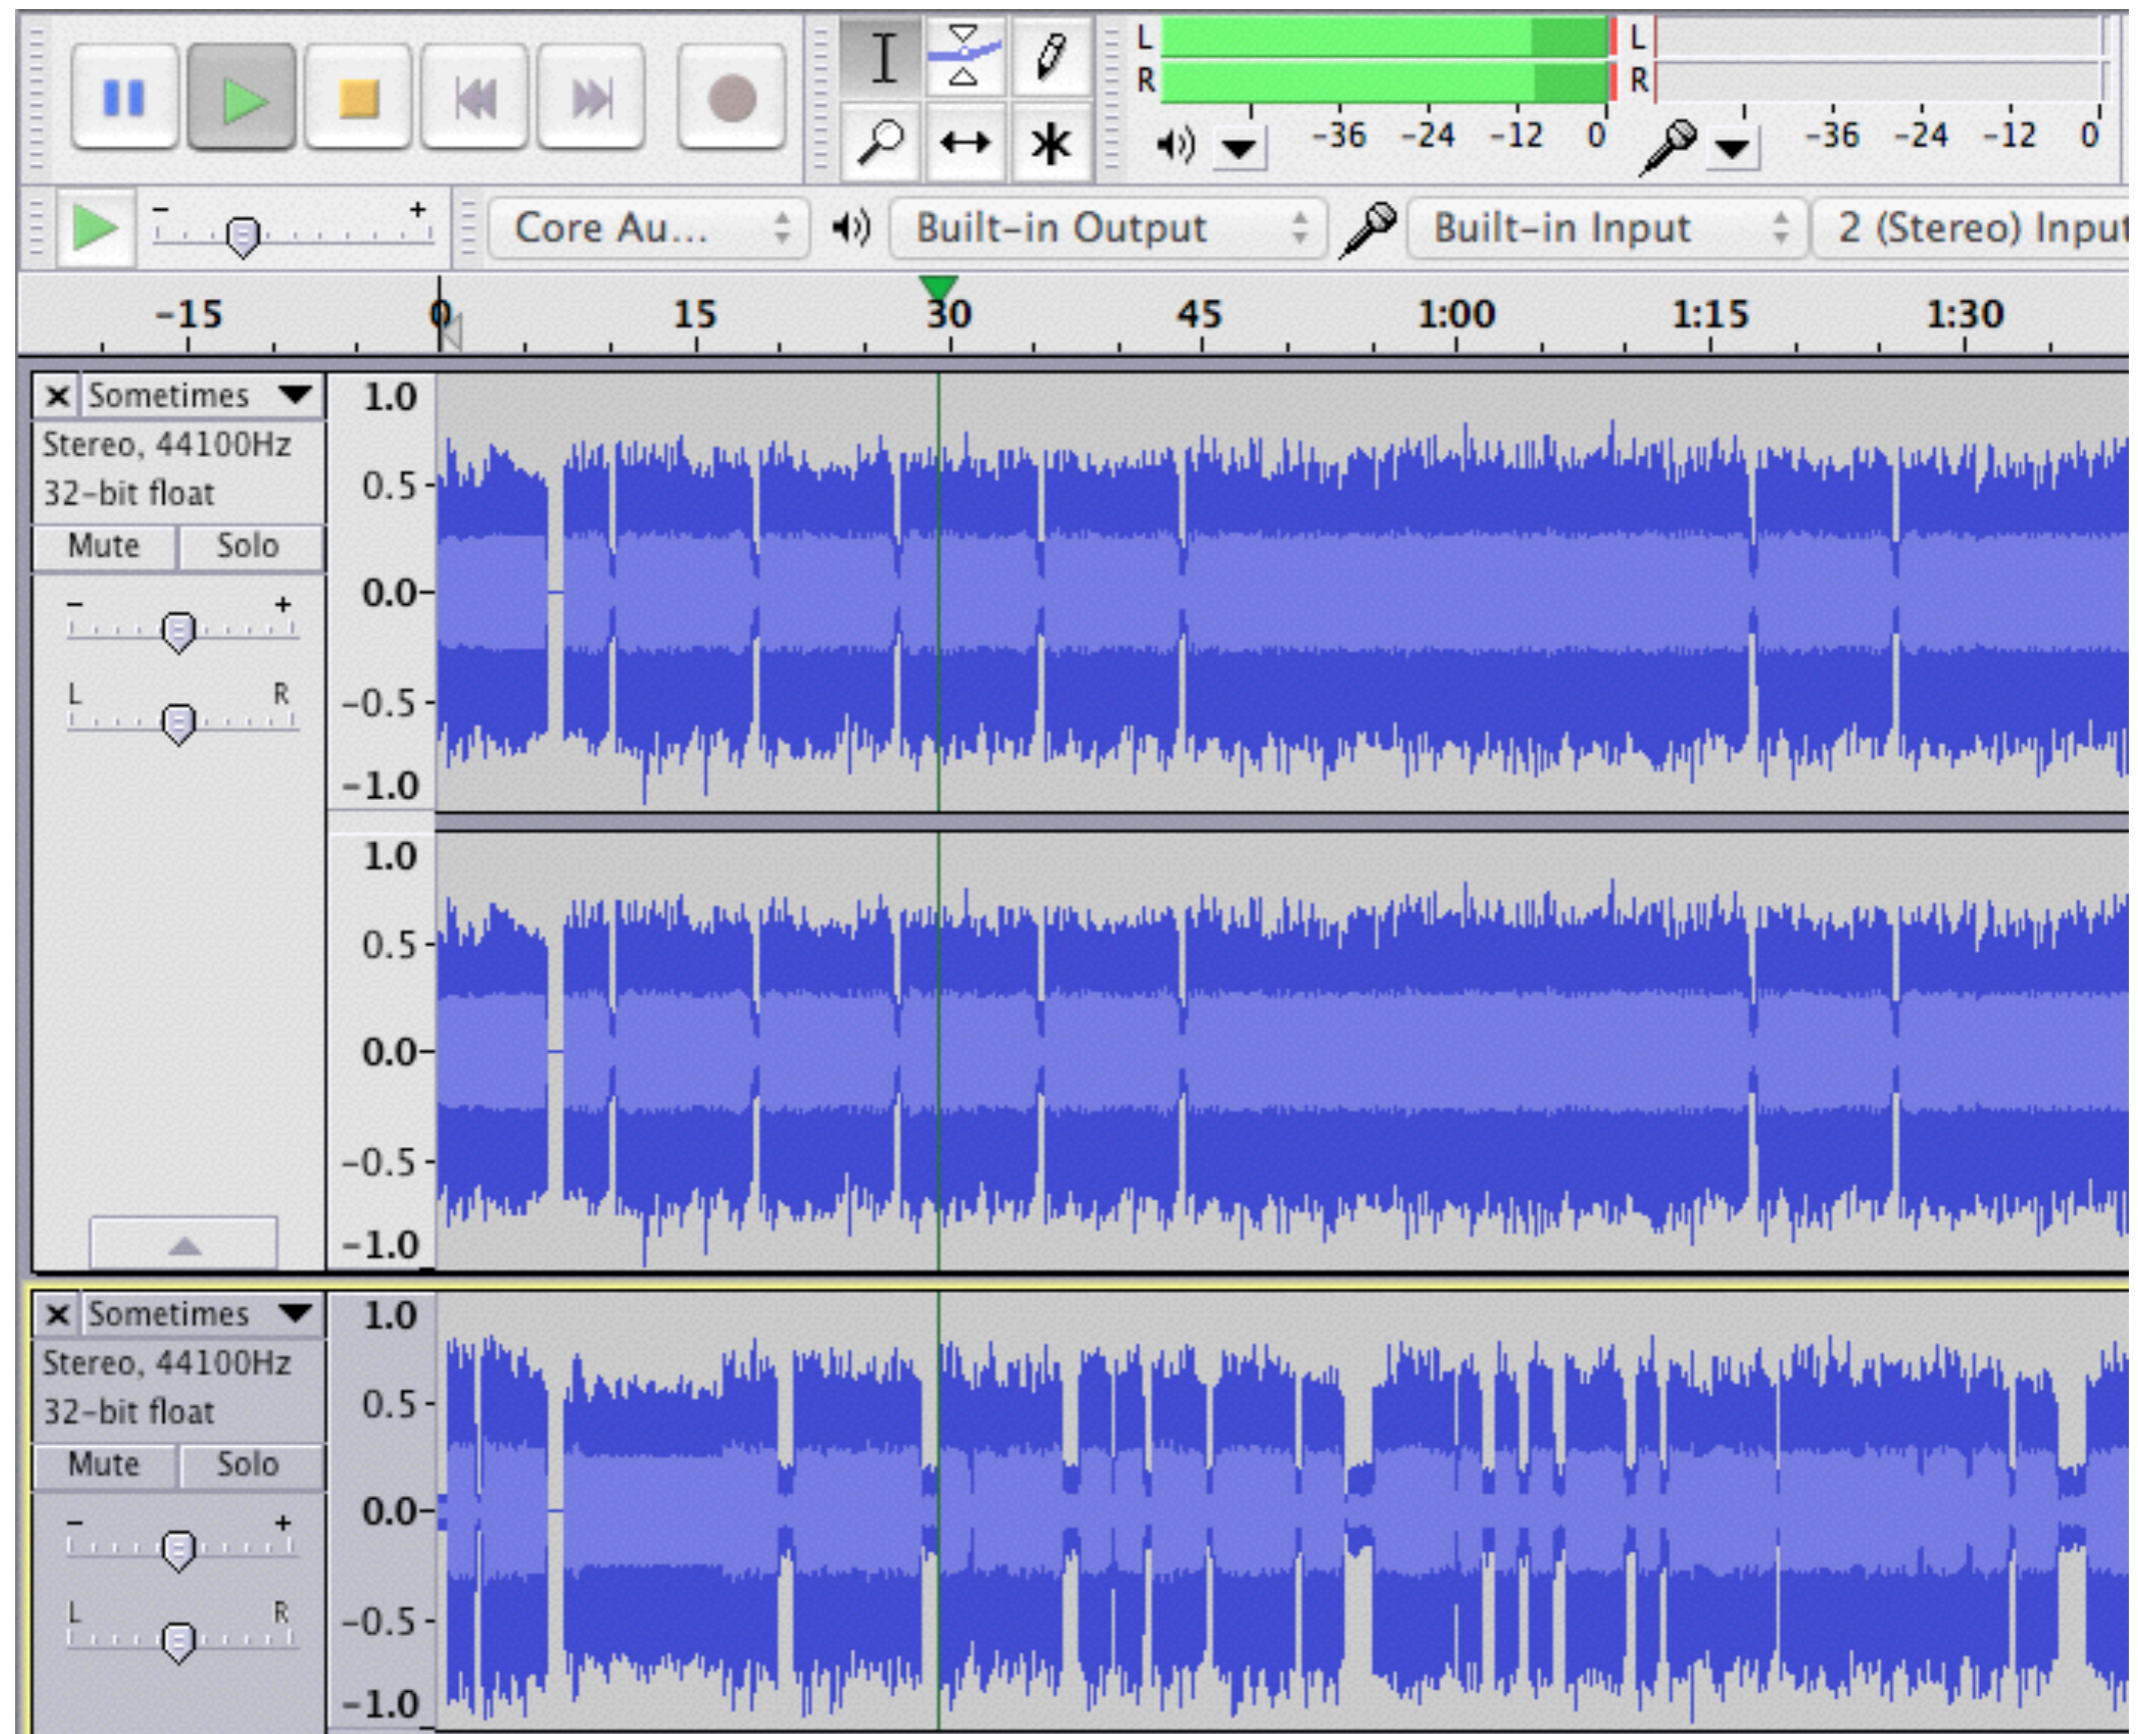 L
R
-36 -24 -12 0
L
R
-36 -24 -12 0
- +
Core Au...
Built-in Output
Built-in Input
2 (Stereo) Input
-15 0 15 30 45 1:00 1:15 1:30
Sometimes
Stereo, 44100Hz
32-bit float
Mute Solo
- +
L R
1.0
0.5
0.0
-0.5
-1.0
1.0
0.5
0.0
-0.5
-1.0
Sometimes
Stereo, 44100Hz
32-bit float
Mute Solo
- +
L R
1.0
0.5
0.0
-0.5
-1.0